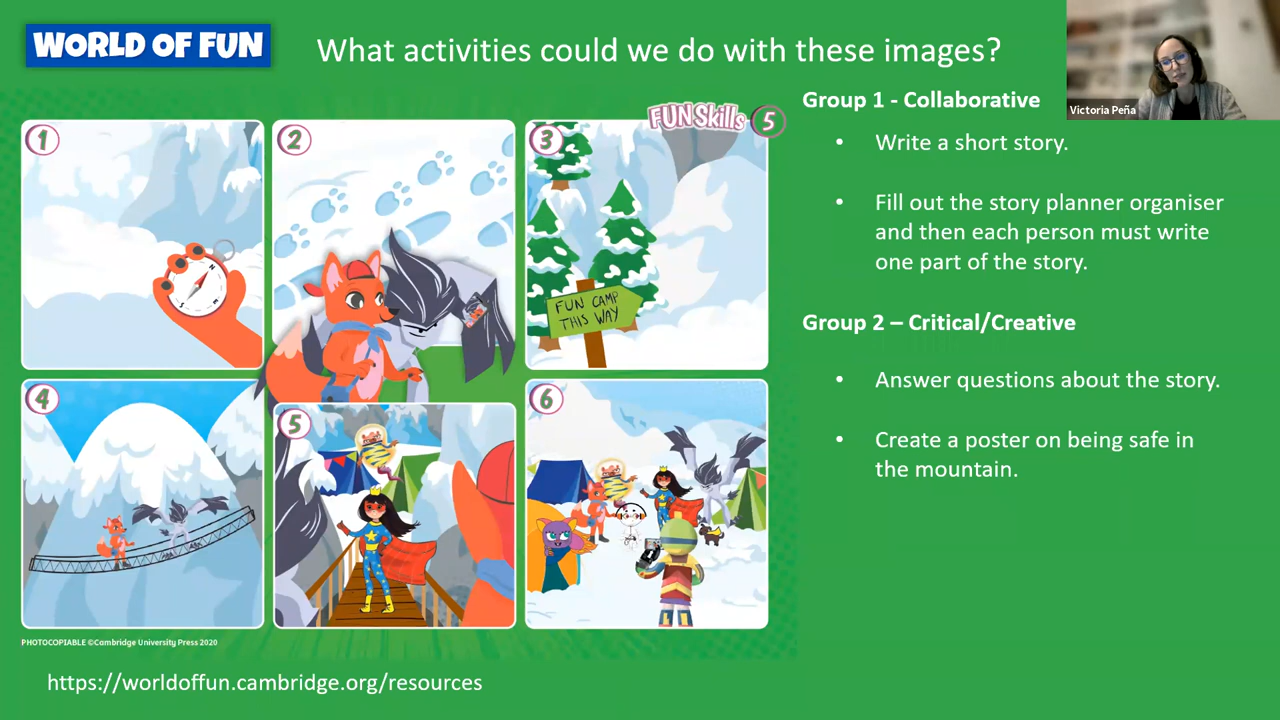 WORLD OF FUN
What activities could we do with these images?
Victoria Peña
FUN Skills 5
1
2
3
FUN CAMP
THIS WAY
N
S
4
5
6
PHOTOCOPIABLE ©Cambridge University Press 2020
https://worldoffun.cambridge.org/resources
Group 1 - Collaborative
• Write a short story.
• Fill out the story planner organiser
and then each person must write
one part of the story.
Group 2 – Critical/Creative
• Answer questions about the story.
• Create a poster on being safe in
the mountain.